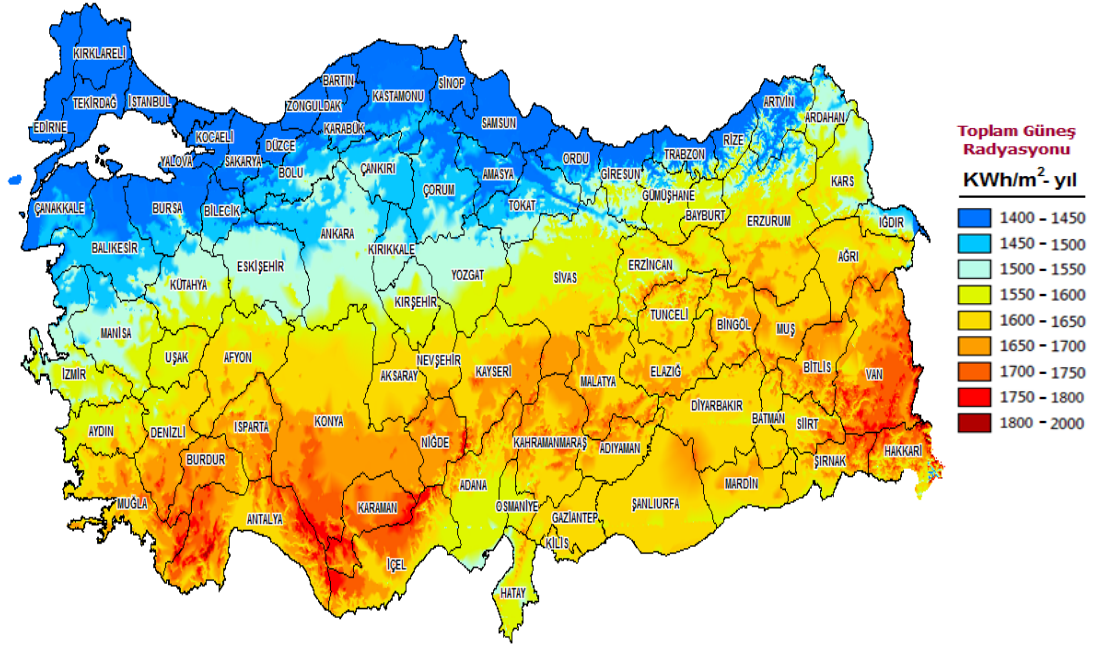 KIRKLARELİ
TEKİRDAĞ
İSTANBUL
EDİRNE
KOCAELİ
YALOVA
SAKARYA
DÜZCE
BOLU
ZONGULDAK
BARTIN
KARABÜK
KASTAMONU
SİNOP
SAMSUN
ÇANKIRI
ÇORUM
AMASYA
TOKAT
ORDU
GİRESUN
TRABZON
RİZE
ARTVİN
ARDAHAN
GÜMÜŞHANE
BAYBURT
ERZURUM
KARS
IĞDIR
AĞRI
ÇANAKKALE
BURSA
BİLECİK
BALIKESİR
KÜTAHYA
ESKİŞEHİR
ANKARA
KIRIKKALE
KIRŞEHİR
YOZGAT
SİVAS
ERZİNCAN
TUNCELİ
BİNGÖL
MUŞ
BİTLİS
VAN
MANİSA
İZMİR
UŞAK
AFYON
AKSARAY
NEVŞEHİR
KAYSERİ
MALATYA
ELAZIĞ
DİYARBAKIR
BATMAN
SİİRT
ŞIRNAK
HAKKARİ
AYDIN
DENİZLİ
ISPARTA
BURDUR
KONYA
NİĞDE
KAHRAMANMARAŞ
ADIYAMAN
MARDİN
ŞANLIURFA
MUĞLA
ANTALYA
KARAMAN
İÇEL
ADANA
OSMANİYE
GAZİANTEP
KİLİS
HATAY
Toplam Güneş
Radyasyonu
KWh/m²- yıl
1400 - 1450
1450 - 1500
1500 - 1550
1550 - 1600
1600 - 1650
1650 - 1700
1700 - 1750
1750 - 1800
1800 - 2000